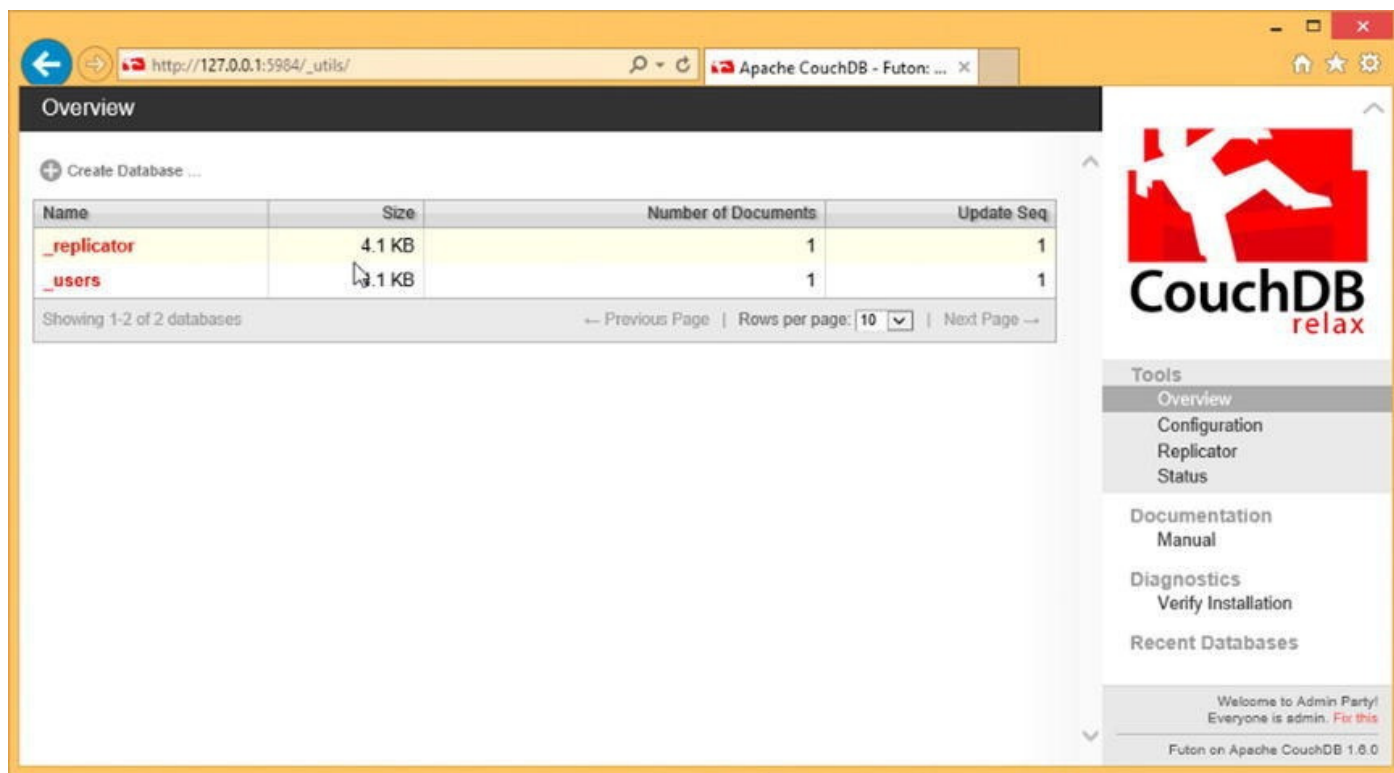 http://127.0.0.1:5984/_utils/
Apache CouchDB - Futon: ...
Overview
Create Database ...
Name Size Number of Documents Update Seq
_replicator 4.1 KB 1 1
_users .1 KB 1 1
Showing 1-2 of 2 databases ← Previous Page | Rows per page: 10 | Next Page →
CouchDB
relax
Tools
Overview
Configuration
Replicator
Status
Documentation
Manual
Diagnostics
Verify Installation
Recent Databases
Welcome to Admin Party!
Everyone is admin. Fix this
Futon on Apache CouchDB 1.6.0